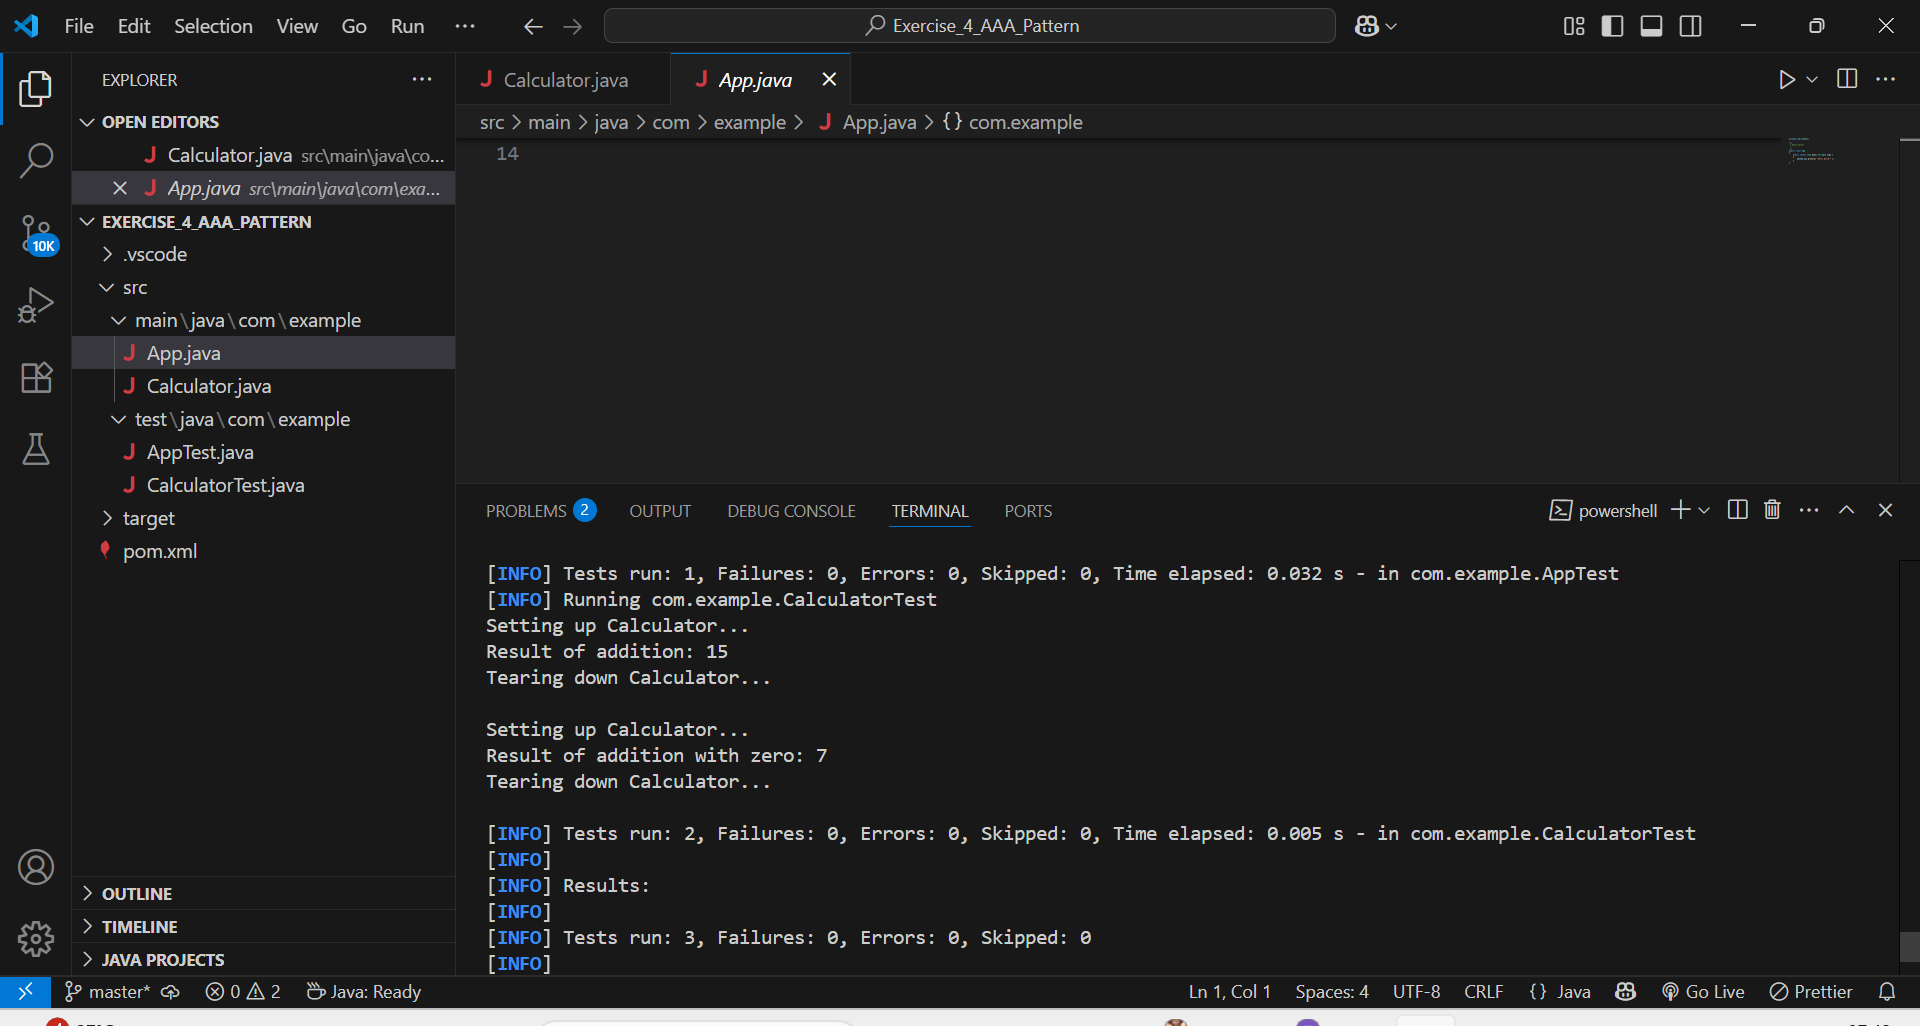 File Edit Selection View Go Run ···
Exercise_4_AAA_Pattern
EXPLORER ···
OPEN EDITORS
Calculator.java src\main\java\co...
App.java src\main\java\com\exa...
EXERCISE_4_AAA_PATTERN
.vscode
src
main\java\com\example
App.java
Calculator.java
test\java\com\example
AppTest.java
CalculatorTest.java
target
pom.xml
OUTLINE
TIMELINE
JAVA PROJECTS
10K
Calculator.java App.java
src > main > java > com > example > App.java > {} com.example
14
PROBLEMS 2 OUTPUT DEBUG CONSOLE TERMINAL PORTS
powershell
[INFO] Tests run: 1, Failures: 0, Errors: 0, Skipped: 0, Time elapsed: 0.032 s - in com.example.AppTest
[INFO] Running com.example.CalculatorTest
Setting up Calculator...
Result of addition: 15
Tearing down Calculator...
Setting up Calculator...
Result of addition with zero: 7
Tearing down Calculator...
[INFO] Tests run: 2, Failures: 0, Errors: 0, Skipped: 0, Time elapsed: 0.005 s - in com.example.CalculatorTest
[INFO]
[INFO] Results:
[INFO]
[INFO] Tests run: 3, Failures: 0, Errors: 0, Skipped: 0
[INFO]
master* 0 2 Java: Ready Ln 1, Col 1 Spaces: 4 UTF-8 CRLF {} Java Go Live Prettier